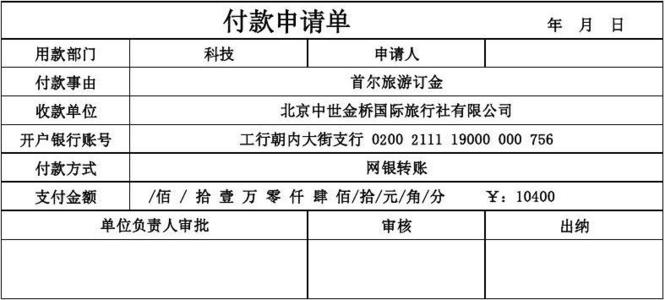 付款申请单 年 月 日
用款部门 科技 申请人
付款事由 首尔旅游订金
收款单位 北京中世金桥国际旅行社有限公司
开户银行账号 工行朝内大街支行 0200 2111 19000 000 756
付款方式 网银转账
支付金额 /佰 / 拾 壹 万 零 仟 肆 佰/拾/元/角/分 ￥: 10400
单位负责人审批 审核 出纳